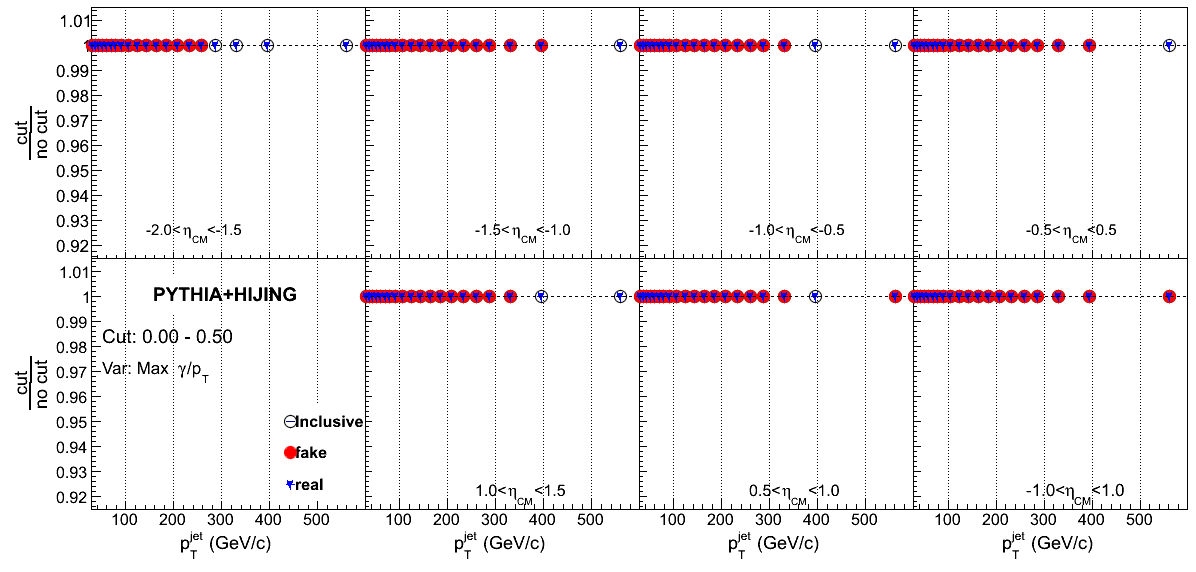 1.01
1
0.99
0.98
0.97
0.96
0.95
0.94
0.93
0.92
cut
no cut
-2.0<η_CM<-1.5
-1.5<η_CM<-1.0
-1.0<η_CM<-0.5
-0.5<η_CM<0.5
1.01
1
0.99
0.98
0.97
0.96
0.95
0.94
0.93
0.92
cut
no cut
PYTHIA+HIJING
Cut: 0.00 - 0.50
Var: Max γ/p_T
Inclusive
fake
real
1.0<η_CM<1.5
0.5<η_CM<1.0
-1.0<η_CM<1.0
100 200 300 400 500
100 200 300 400 500
100 200 300 400 500
100 200 300 400 500
p_T^jet (GeV/c)
p_T^jet (GeV/c)
p_T^jet (GeV/c)
p_T^jet (GeV/c)